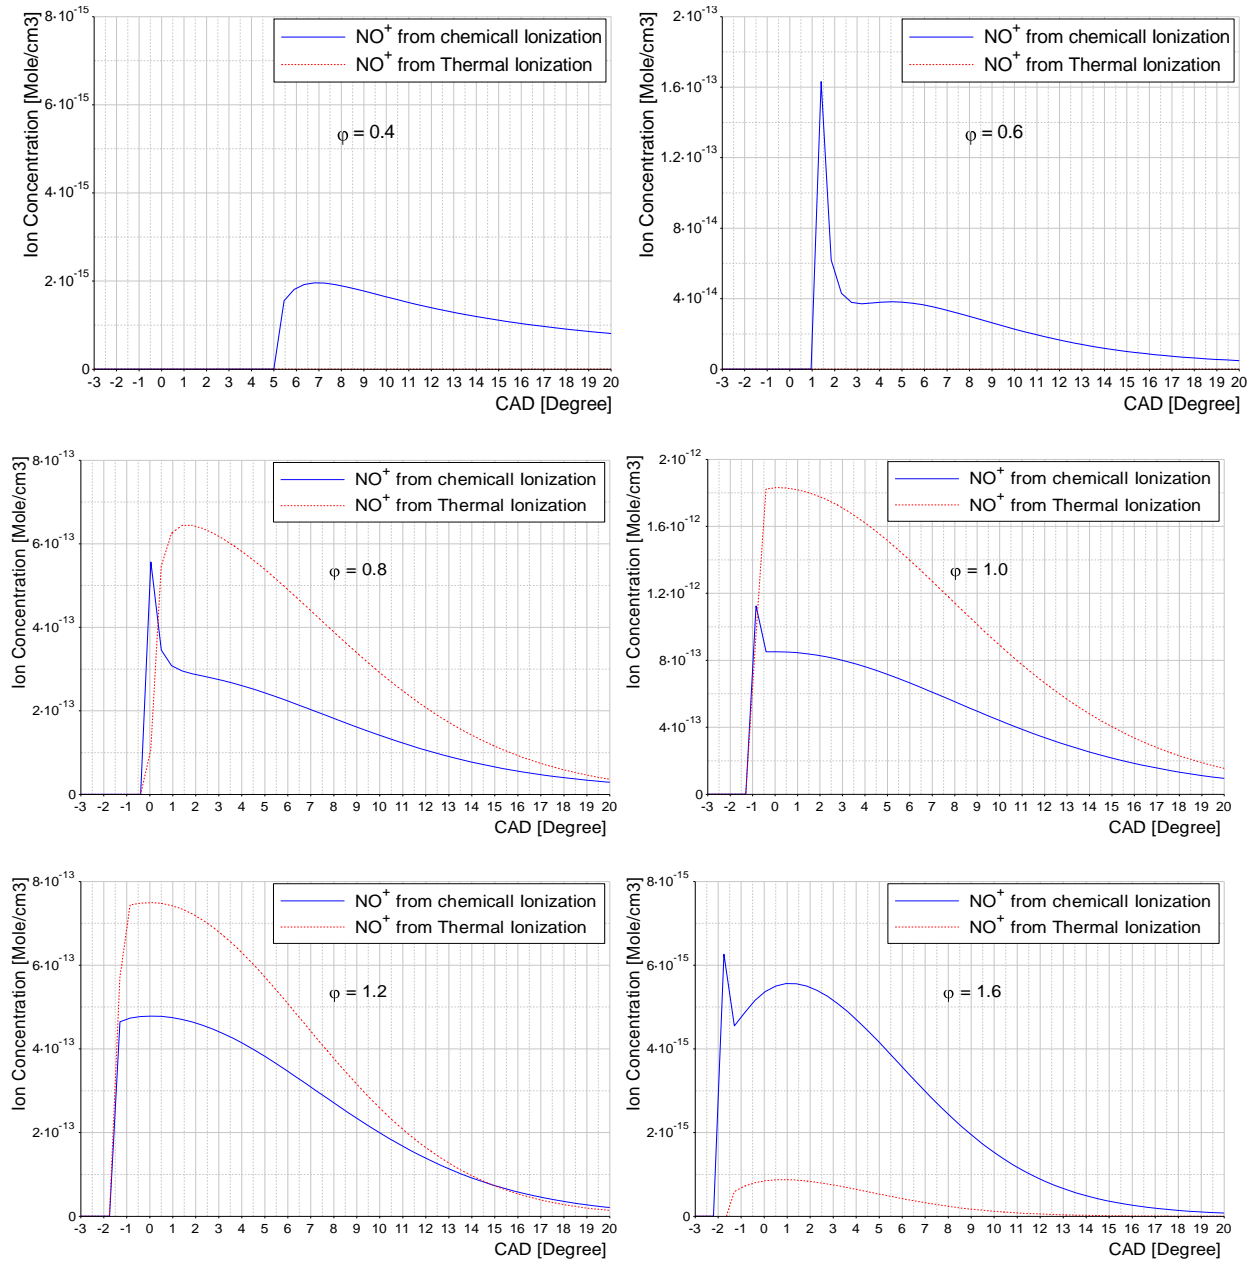 8·10-15
6·10-15
4·10-15
2·10-15
0
Ion Concentration [Mole/cm3]
NO+ from chemicall Ionization
NO+ from Thermal Ionization
φ = 0.4
-3 -2 -1 0 1 2 3 4 5 6 7 8 9 10 11 12 13 14 15 16 17 18 19 20
CAD [Degree]
2·10-13
1.6·10-13
1.2·10-13
8·10-14
4·10-14
0
Ion Concentration [Mole/cm3]
NO+ from chemicall Ionization
NO+ from Thermal Ionization
φ = 0.6
-3 -2 -1 0 1 2 3 4 5 6 7 8 9 10 11 12 13 14 15 16 17 18 19 20
CAD [Degree]
8·10-13
6·10-13
4·10-13
2·10-13
0
Ion Concentration [Mole/cm3]
NO+ from chemicall Ionization
NO+ from Thermal Ionization
φ = 0.8
-3 -2 -1 0 1 2 3 4 5 6 7 8 9 10 11 12 13 14 15 16 17 18 19 20
CAD [Degree]
2·10-12
1.6·10-12
1.2·10-12
8·10-13
4·10-13
0
Ion Concentration [Mole/cm3]
NO+ from chemicall Ionization
NO+ from Thermal Ionization
φ = 1.0
-3 -2 -1 0 1 2 3 4 5 6 7 8 9 10 11 12 13 14 15 16 17 18 19 20
CAD [Degree]
8·10-13
6·10-13
4·10-13
2·10-13
0
Ion Concentration [Mole/cm3]
NO+ from chemicall Ionization
NO+ from Thermal Ionization
φ = 1.2
-3 -2 -1 0 1 2 3 4 5 6 7 8 9 10 11 12 13 14 15 16 17 18 19 20
CAD [Degree]
8·10-15
6·10-15
4·10-15
2·10-15
0
Ion Concentration [Mole/cm3]
NO+ from chemicall Ionization
NO+ from Thermal Ionization
φ = 1.6
-3 -2 -1 0 1 2 3 4 5 6 7 8 9 10 11 12 13 14 15 16 17 18 19 20
CAD [Degree]